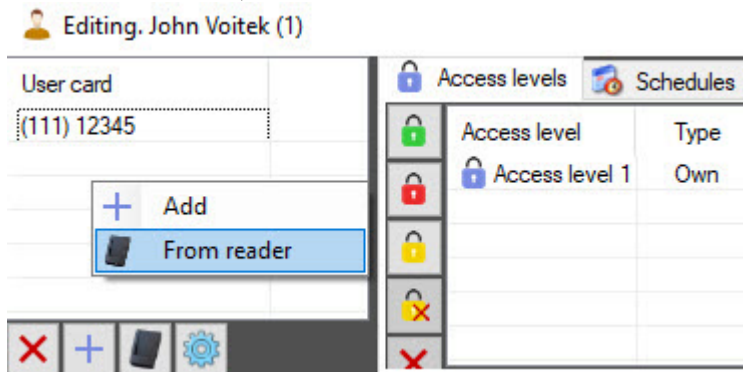 Editing. John Voitek (1)
User card
(111) 12345
Add
From reader
Access levels
Schedules
Access level
Type
Access level 1
Own